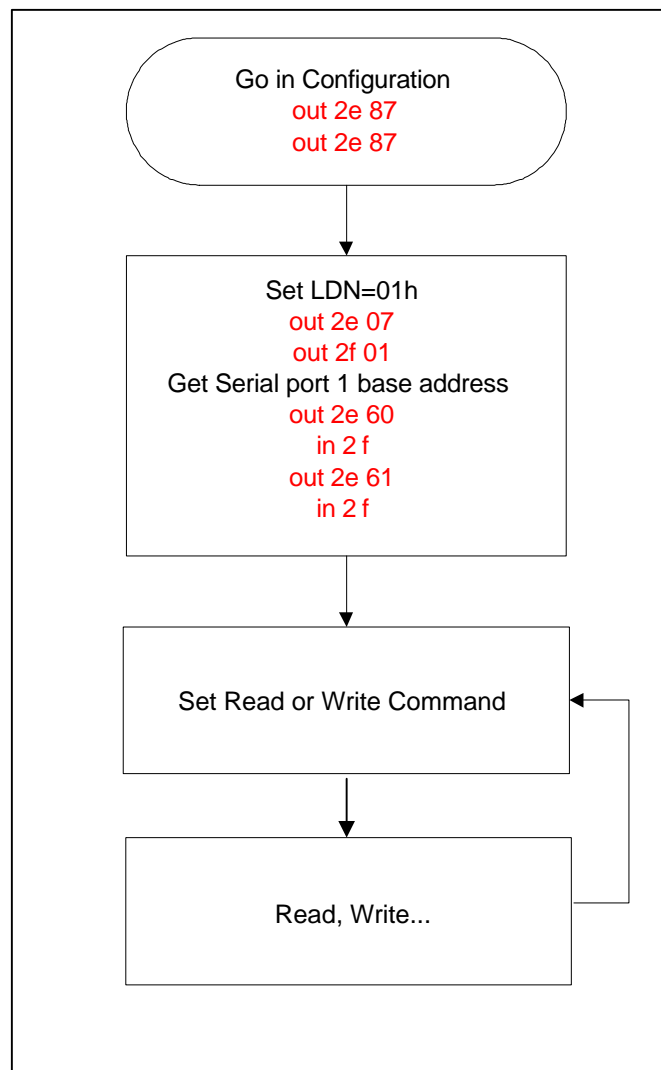 Go in Configuration
out 2e 87
out 2e 87
Set LDN=01h
out 2e 07
out 2f 01
Get Serial port 1 base address
out 2e 60
in 2 f
out 2e 61
in 2 f
Set Read or Write Command
Read, Write...